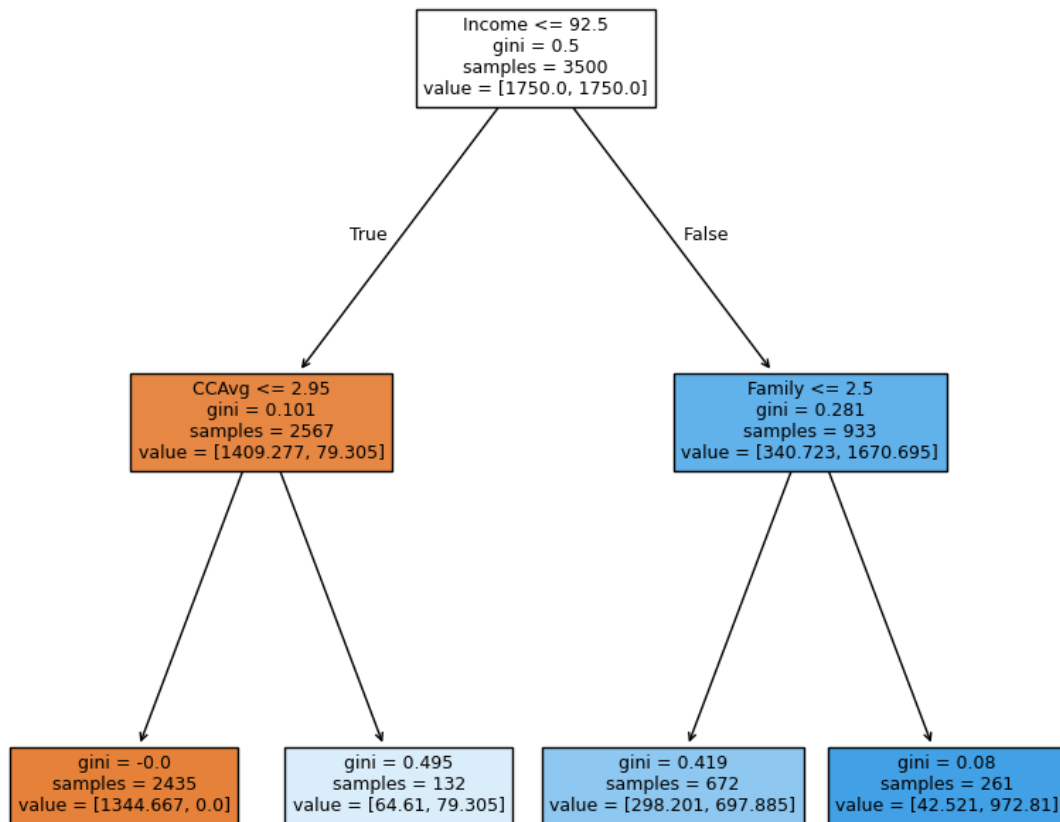 Income <= 92.5
gini = 0.5
samples = 3500
value = [1750.0, 1750.0]
True
False
CCAvg <= 2.95
gini = 0.101
samples = 2567
value = [1409.277, 79.305]
Family <= 2.5
gini = 0.281
samples = 933
value = [340.723, 1670.695]
gini = -0.0
samples = 2435
value = [1344.667, 0.0]
gini = 0.495
samples = 132
value = [64.61, 79.305]
gini = 0.419
samples = 672
value = [298.201, 697.885]
gini = 0.08
samples = 261
value = [42.521, 972.81]